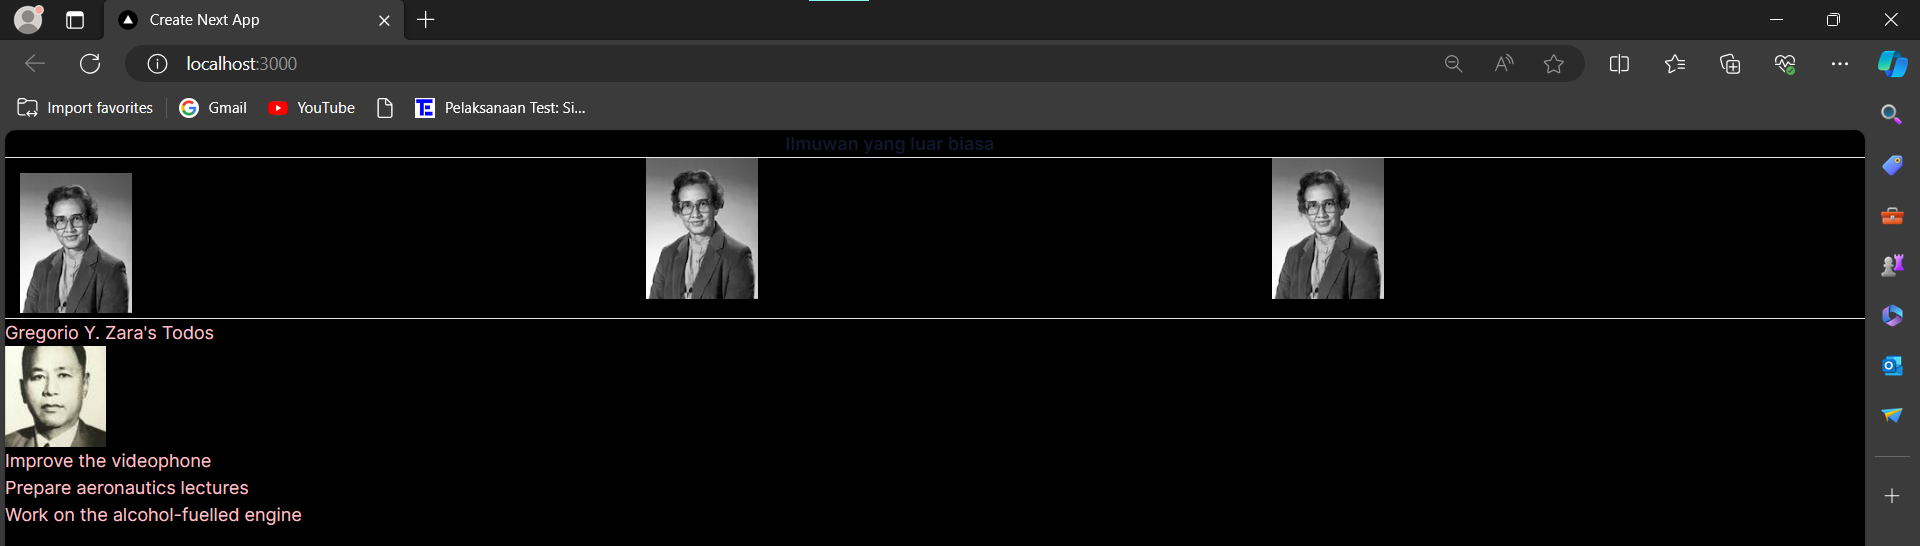 Create Next App
localhost:3000
Import favorites
Gmail
YouTube
Pelaksanaan Test: Si...
Ilmuwan yang luar biasa
Gregorio Y. Zara's Todos
Improve the videophone
Prepare aeronautics lectures
Work on the alcohol-fuelled engine